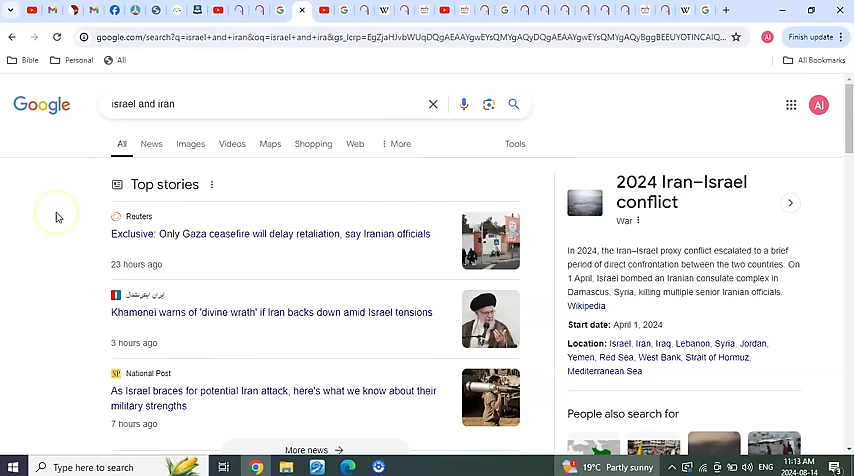 google.com/search?q=israel+and+iran&oq=israel+and+ira&gs_lcrp=EgZjaHJvbWUqDQgAEAAYgwEYsQMYgAQyDQgAEAAYgwEYsQMYgAQyBggBEEUYOTINCAIQ...
Finish update
Bible
Personal
All
All Bookmarks
Google
israel and iran
AI
All
News
Images
Videos
Maps
Shopping
Web
More
Tools
Top stories
Reuters
Exclusive: Only Gaza ceasefire will delay retaliation, say Iranian officials
23 hours ago
ایران اینترنشنال
Khamenei warns of 'divine wrath' if Iran backs down amid Israel tensions
3 hours ago
NP
National Post
As Israel braces for potential Iran attack, here's what we know about their
military strengths
7 hours ago
More news
2024 Iran–Israel
conflict
War
In 2024, the Iran–Israel proxy conflict escalated to a brief
period of direct confrontation between the two countries. On
1 April, Israel bombed an Iranian consulate complex in
Damascus, Syria, killing multiple senior Iranian officials.
Wikipedia
Start date: April 1, 2024
Location: Israel, Iran, Iraq, Lebanon, Syria, Jordan,
Yemen, Red Sea, West Bank, Strait of Hormuz,
Mediterranean Sea
People also search for
Type here to search
19°C Partly sunny
ENG
11:13 AM
2024-08-14